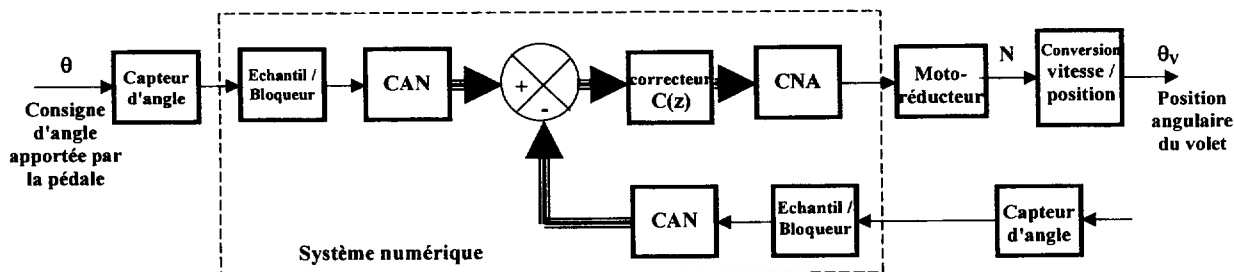 θ
Consigne
d'angle
apportée par
la pédale
Capteur
d'angle
Echantil /
Bloqueur
CAN
+
-
correcteur
C(z)
CNA
Moto-
réducteur
N
Conversion
vitesse /
position
θv
Position
angulaire
du volet
CAN
Echantil /
Bloqueur
Capteur
d'angle
Système numérique